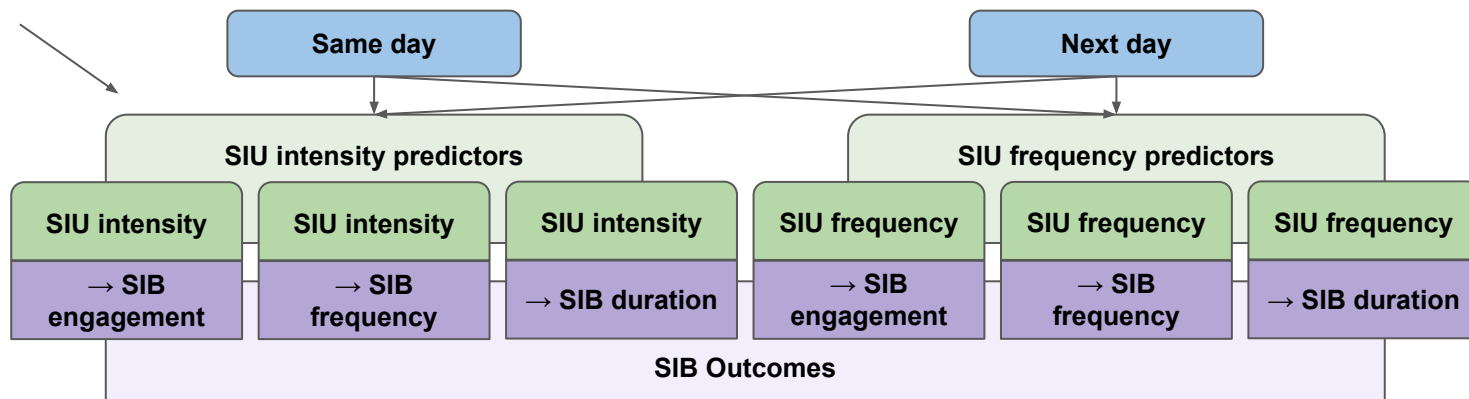 Same day
Next day
SIU intensity predictors
SIU frequency predictors
SIU intensity
SIU intensity
SIU intensity
SIU frequency
SIU frequency
SIU frequency
→ SIB
engagement
→ SIB
frequency
→ SIB duration
→ SIB
engagement
→ SIB
frequency
→ SIB duration
SIB Outcomes